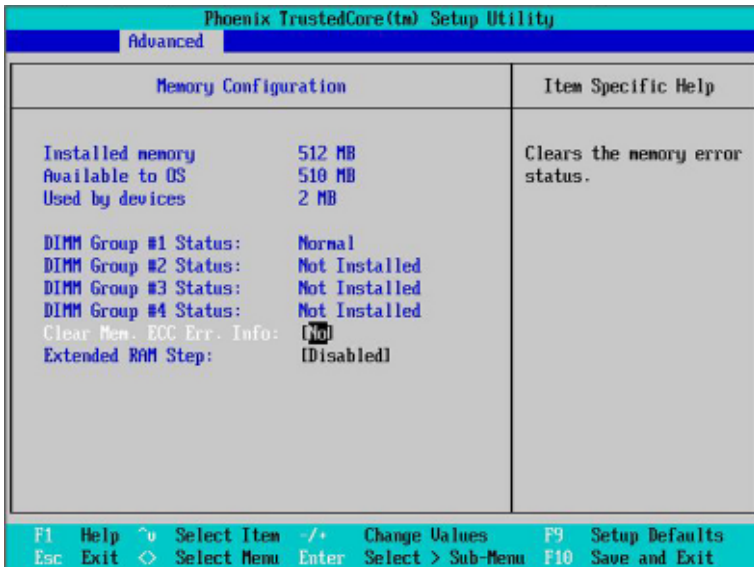 Phoenix TrustedCore(tm) Setup Utility
Advanced
Memory Configuration
Item Specific Help
Installed memory 512 MB
Available to OS 510 MB
Used by devices 2 MB
DIMM Group #1 Status: Normal
DIMM Group #2 Status: Not Installed
DIMM Group #3 Status: Not Installed
DIMM Group #4 Status: Not Installed
Clear Mem. ECC Err. Info: [No]
Extended RAM Step: [Disabled]
Clears the memory error
status.
F1 Help ^v Select Item -/+ Change Values F9 Setup Defaults
Esc Exit <> Select Menu Enter Select > Sub-Menu F10 Save and Exit